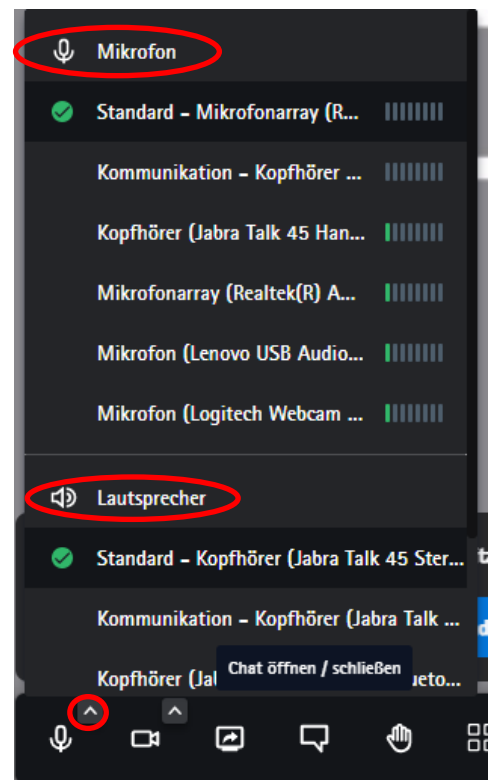 Mikrofon
Standard – Mikrofonarray (R...
Kommunikation – Kopfhörer ...
Kopfhörer (Jabra Talk 45 Han...
Mikrofonarray (Realtek(R) A...
Mikrofon (Lenovo USB Audio...
Mikrofon (Logitech Webcam ...
Lautsprecher
Standard – Kopfhörer (Jabra Talk 45 Ster...
Kommunikation – Kopfhörer (Jabra Talk ...
Chat öffnen / schließen
Kopfhörer